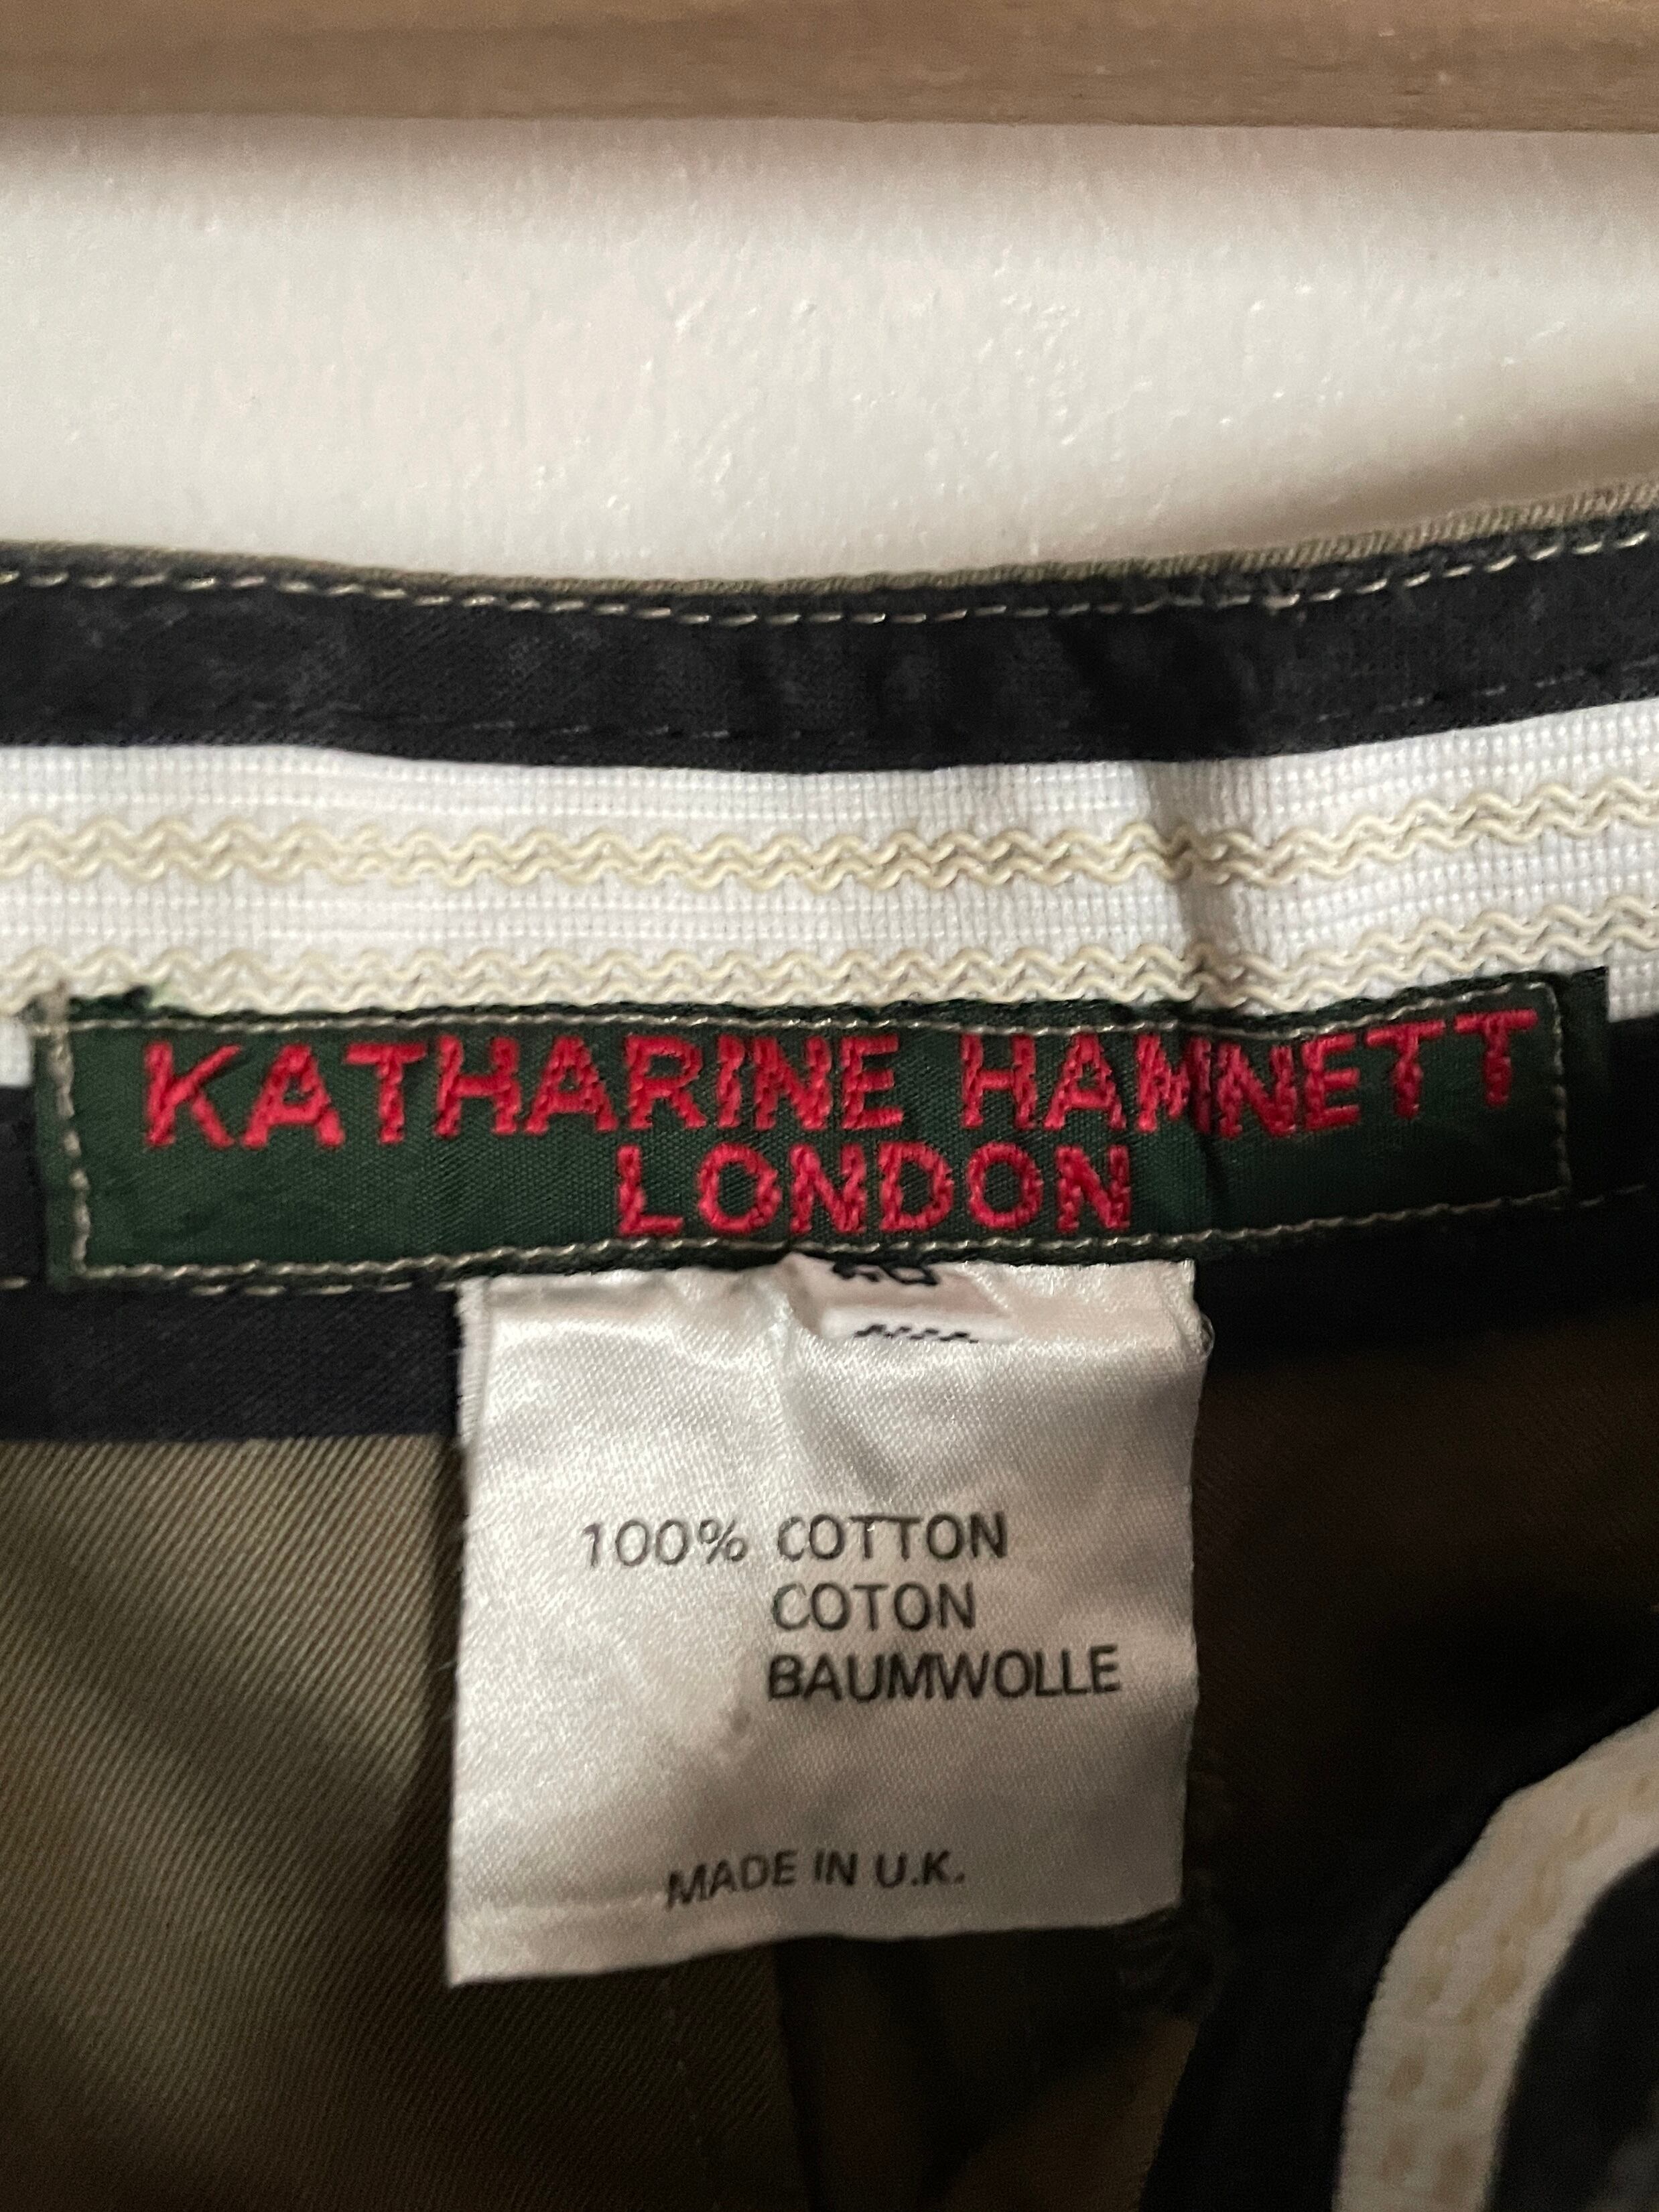 KATHARINE HAMNETT
LONDON
100% COTTON
COTON
BAUMWOLLE
MADE IN U.K.